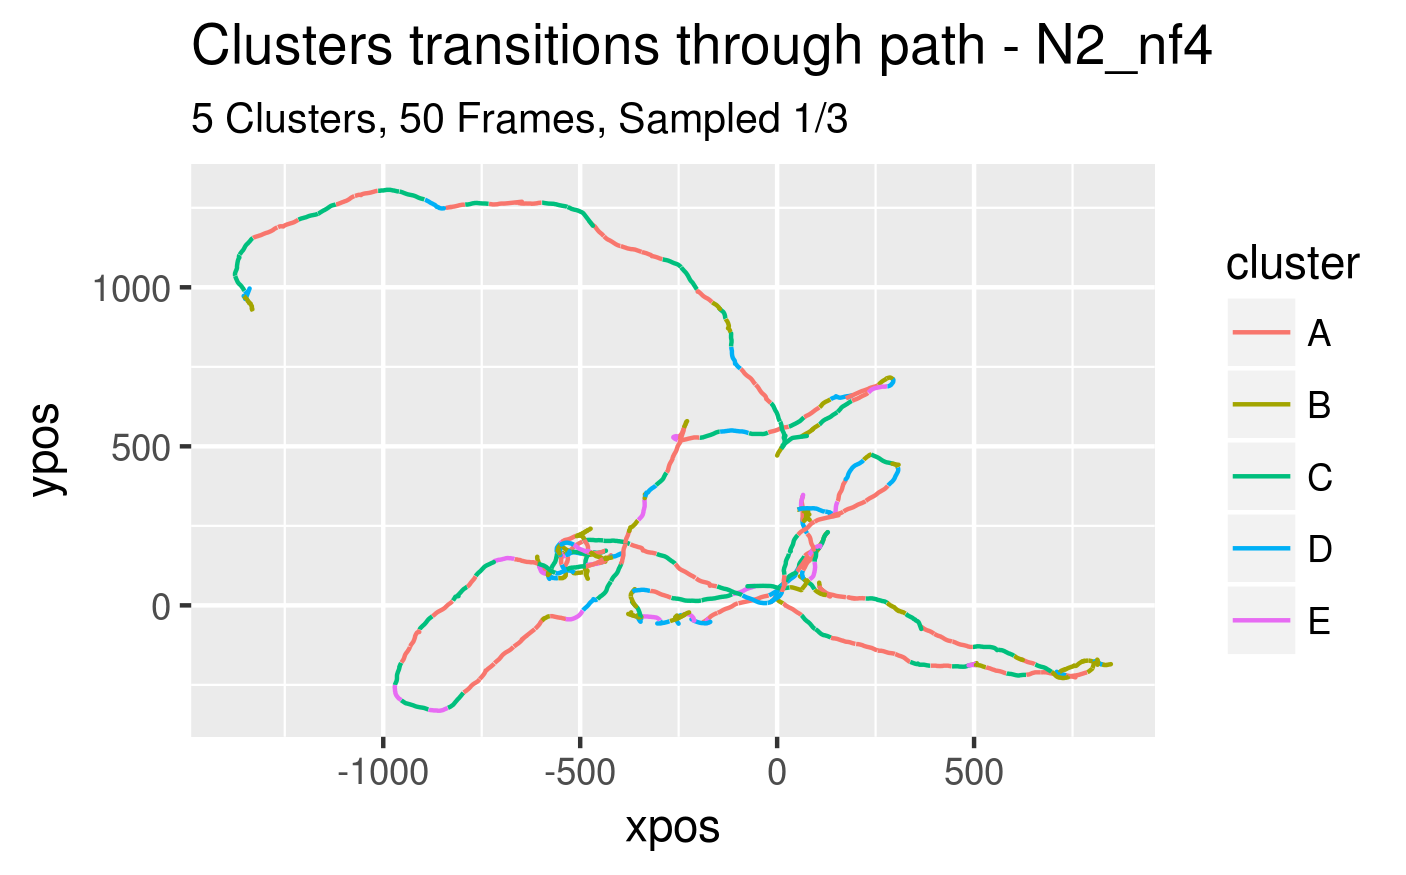 Clusters transitions through path - N2_nf4
5 Clusters, 50 Frames, Sampled 1/3
ypos
1000
500
0
-1000
-500
0
500
xpos
cluster
A
B
C
D
E